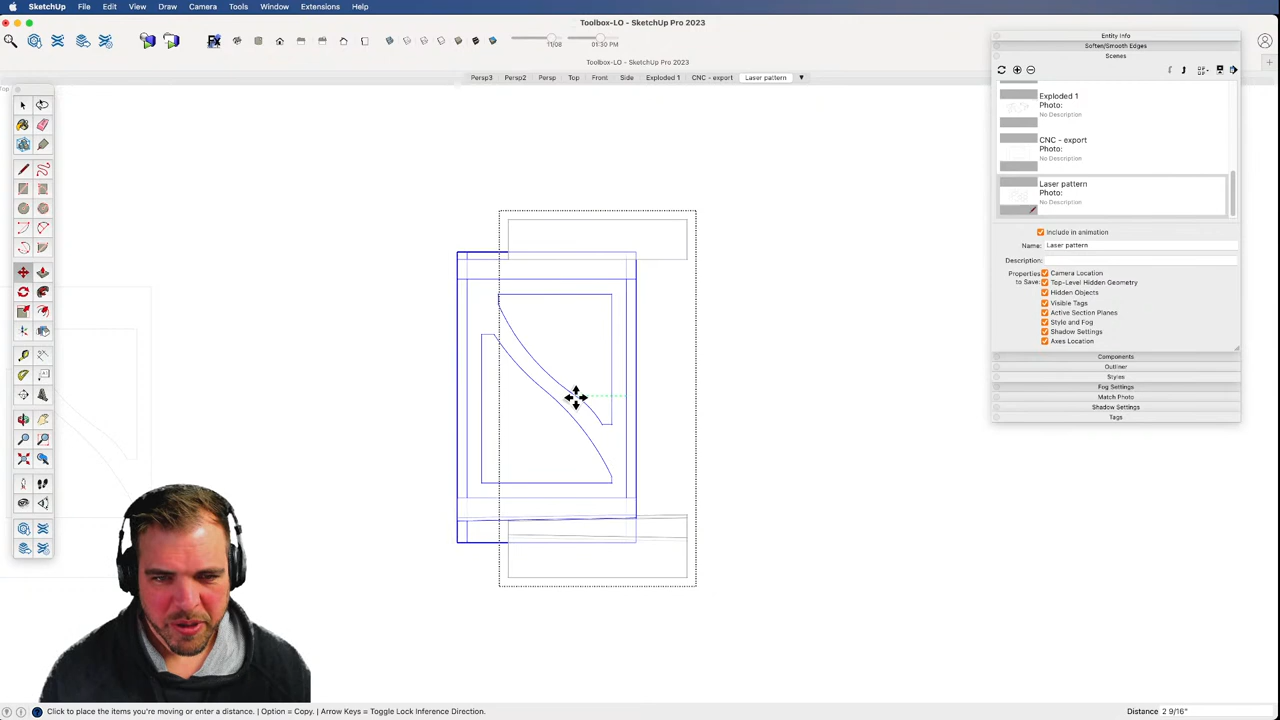 SketchUp File Edit View Draw Camera Tools Window Extensions Help
Toolbox-LO - SketchUp Pro 2023
11/08 01:30 PM
Toolbox-LO - SketchUp Pro 2023
Persp3 Persp2 Persp Top Front Side Exploded 1 CNC - export Laser pattern
Top
Entity Info
Soften/Smooth Edges
Scenes
Exploded 1
Photo:
No Description
CNC - export
Photo:
No Description
Laser pattern
Photo:
No Description
Include in animation
Name: Laser pattern
Description:
Properties to Save:
Camera Location
Top-Level Hidden Geometry
Hidden Objects
Visible Tags
Active Section Planes
Style and Fog
Shadow Settings
Axes Location
Components
Outliner
Styles
Fog Settings
Match Photo
Shadow Settings
Tags
Click to place the items you're moving or enter a distance. | Option = Copy. | Arrow Keys = Toggle Lock Inference Direction.
Distance 2 9/16"